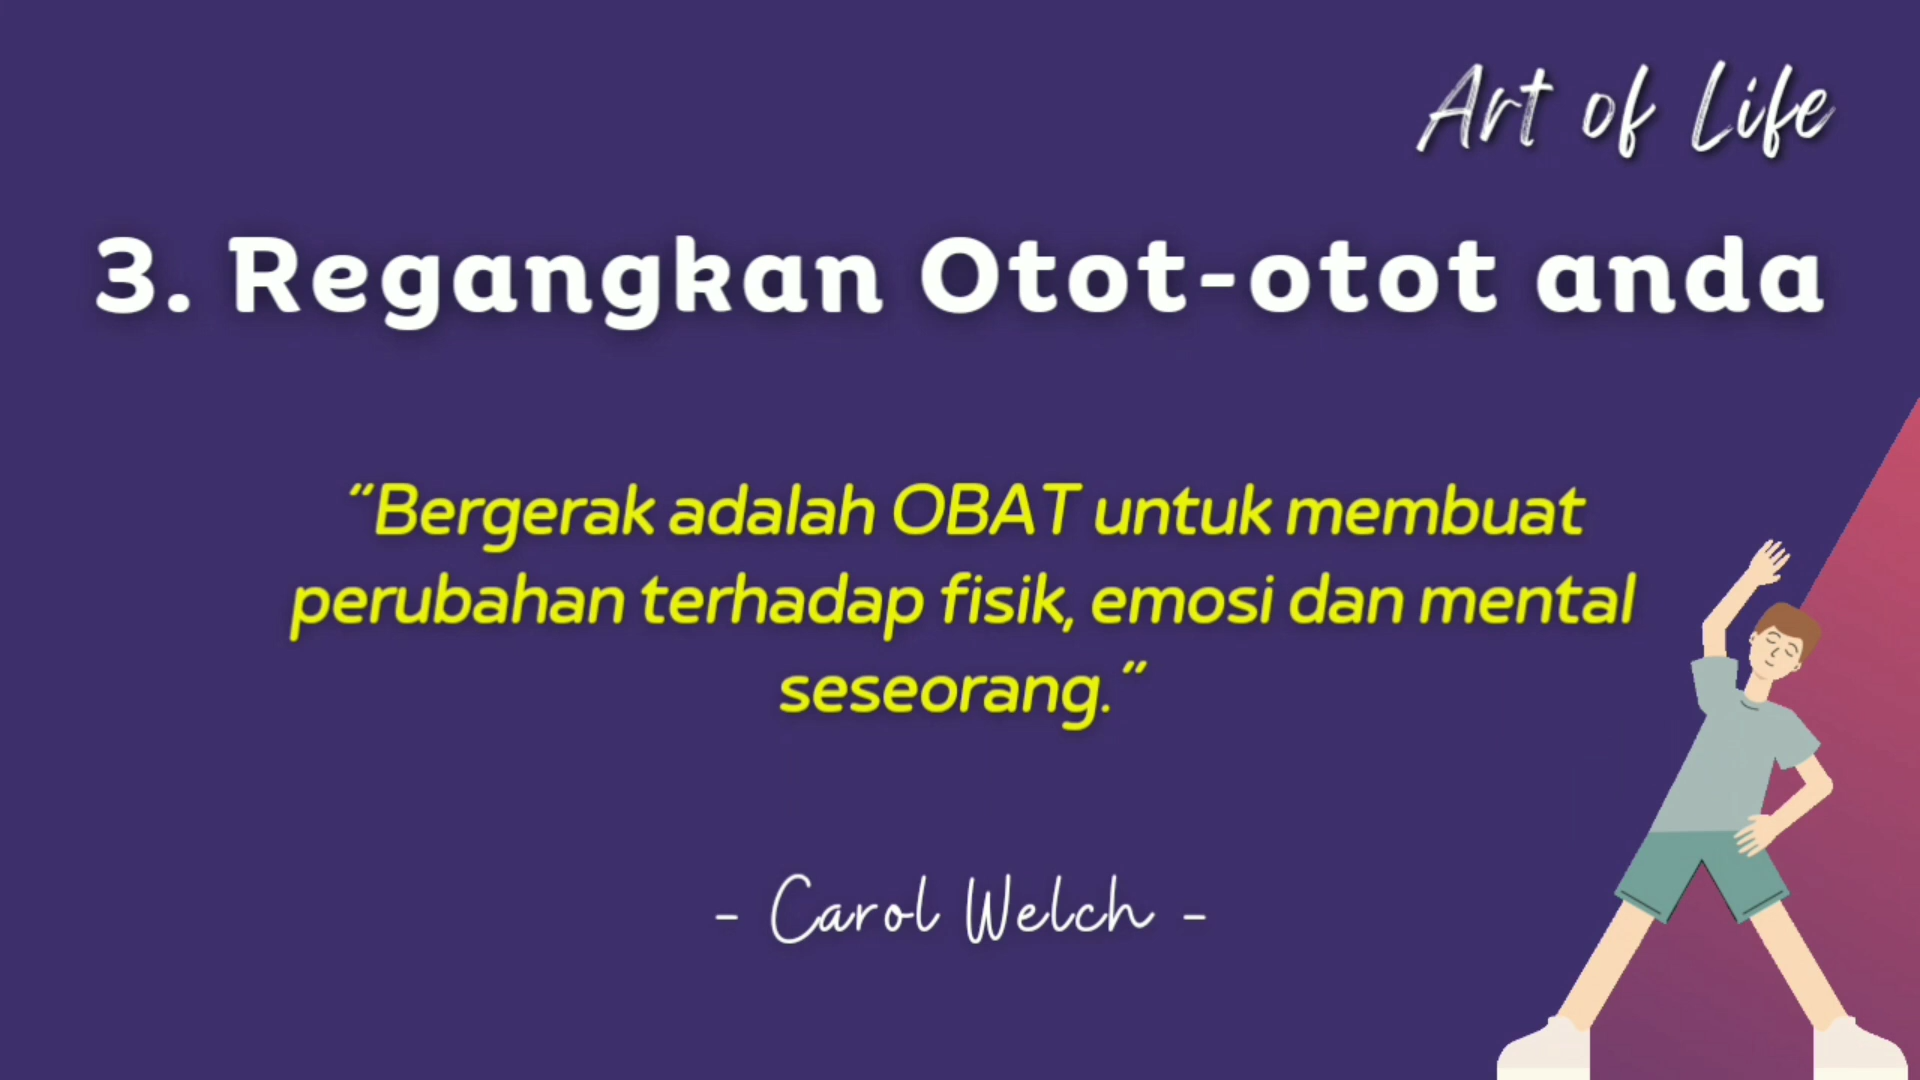 Art of Life
3. Regangkan Otot-otot anda
"Bergerak adalah OBAT untuk membuat
perubahan terhadap fisik, emosi dan mental
seseorang."
- Carol Welch -